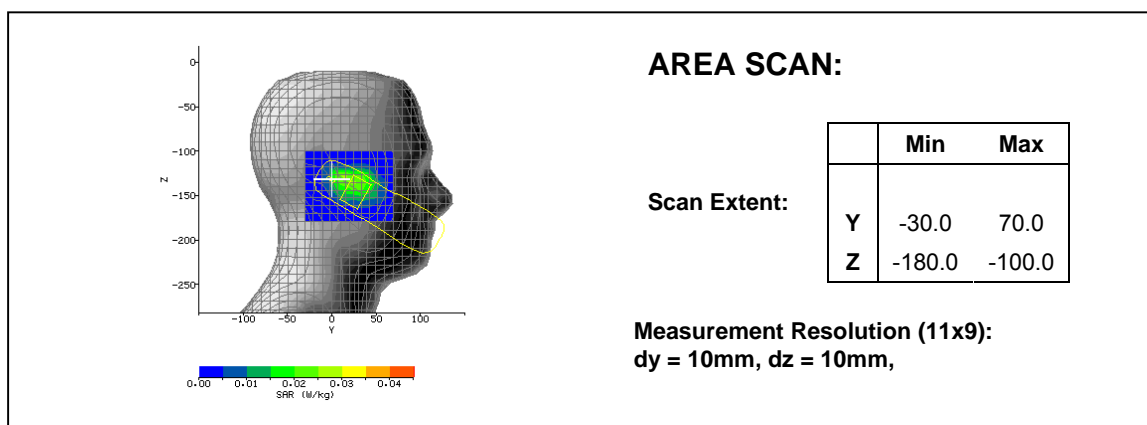 AREA SCAN:
Min Max
Scan Extent:
Y -30.0 70.0
Z -180.0 -100.0
Measurement Resolution (11x9):
dy = 10mm, dz = 10mm,
0
-50
-100
-150
-200
-250
Z
-100 -50 0 50 100
Y
0.00 0.01 0.02 0.03 0.04
SAR (W/kg)